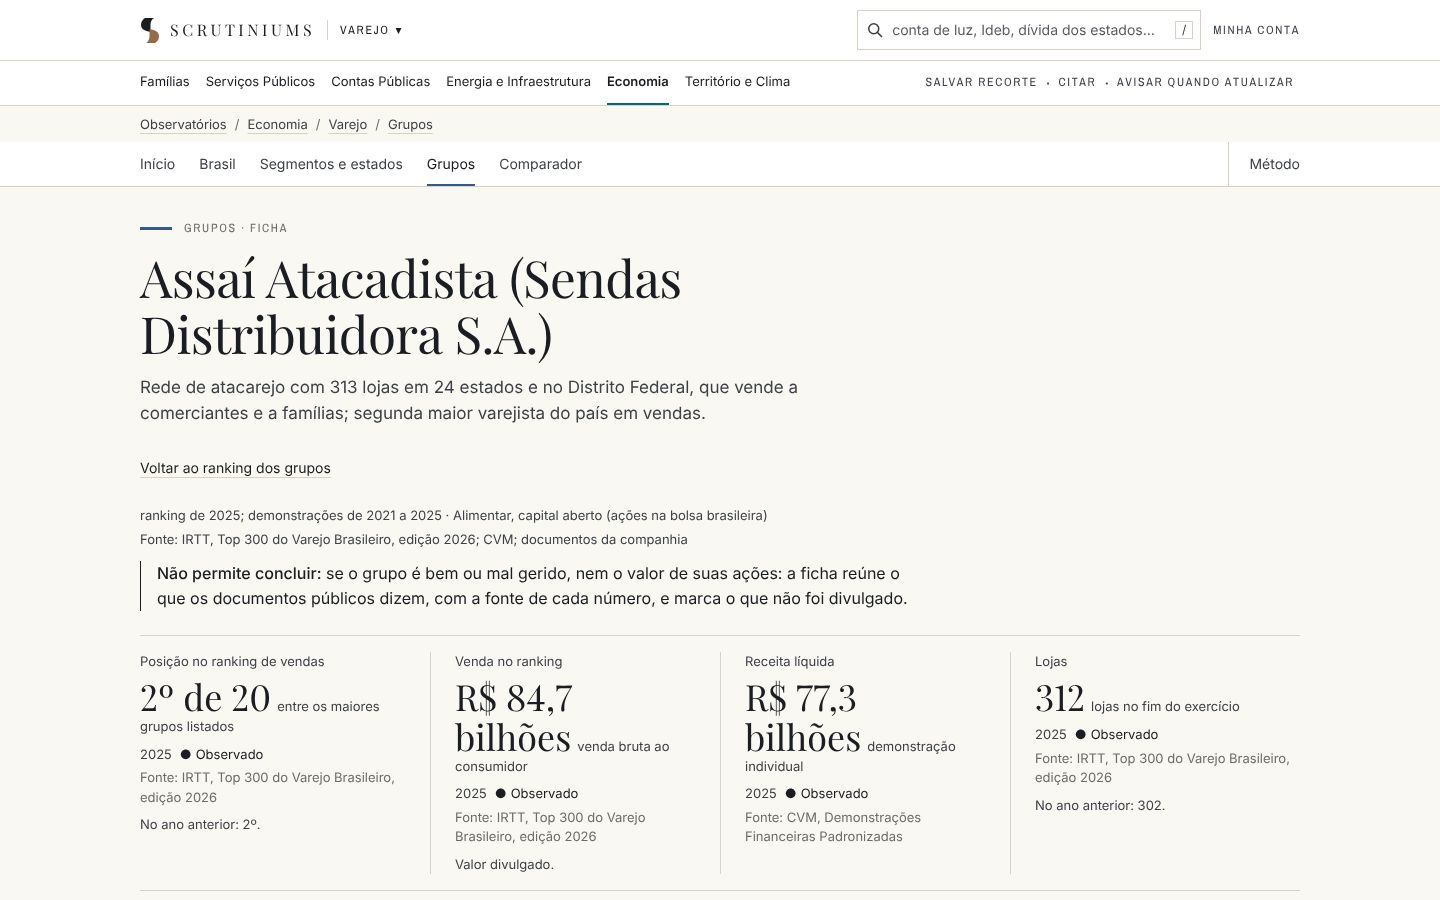 SCRUTINIUMS
VAREJO ▼
conta de luz, Ideb, dívida dos estados...
/
MINHA CONTA
Famílias
Serviços Públicos
Contas Públicas
Energia e Infraestrutura
Economia
Território e Clima
SALVAR RECORTE • CITAR • AVISAR QUANDO ATUALIZAR
Observatórios / Economia / Varejo / Grupos
Início
Brasil
Segmentos e estados
Grupos
Comparador
Método
GRUPOS · FICHA
Assaí Atacadista (Sendas
Distribuidora S.A.)
Rede de atacarejo com 313 lojas em 24 estados e no Distrito Federal, que vende a
comerciantes e a famílias; segunda maior varejista do país em vendas.
Voltar ao ranking dos grupos
ranking de 2025; demonstrações de 2021 a 2025 · Alimentar, capital aberto (ações na bolsa brasileira)
Fonte: IRTT, Top 300 do Varejo Brasileiro, edição 2026; CVM; documentos da companhia
Não permite concluir: se o grupo é bem ou mal gerido, nem o valor de suas ações: a ficha reúne o
que os documentos públicos dizem, com a fonte de cada número, e marca o que não foi divulgado.
Posição no ranking de vendas
2º de 20 entre os maiores
grupos listados
2025 ● Observado
Fonte: IRTT, Top 300 do Varejo Brasileiro,
edição 2026
No ano anterior: 2º.
Venda no ranking
R$ 84,7
bilhões venda bruta ao
consumidor
2025 ● Observado
Fonte: IRTT, Top 300 do Varejo
Brasileiro, edição 2026
Valor divulgado.
Receita líquida
R$ 77,3
bilhões demonstração
individual
2025 ● Observado
Fonte: CVM, Demonstrações
Financeiras Padronizadas
Lojas
312 lojas no fim do exercício
2025 ● Observado
Fonte: IRTT, Top 300 do Varejo Brasileiro,
edição 2026
No ano anterior: 302.